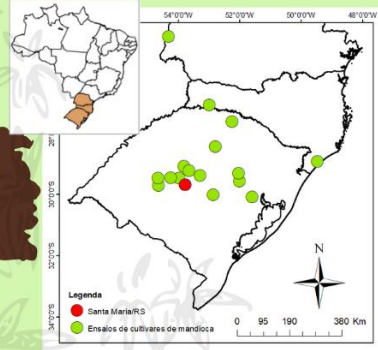 54°0'0"W 52°0'0"W 50°0'0"W 48°0'0"W
28°
30°0'0"S
32°0'0"S
34°0'0"S
N
Legenda
Santa Maria/RS
Ensaios de cultivares de mandioca
0 95 190 380 Km